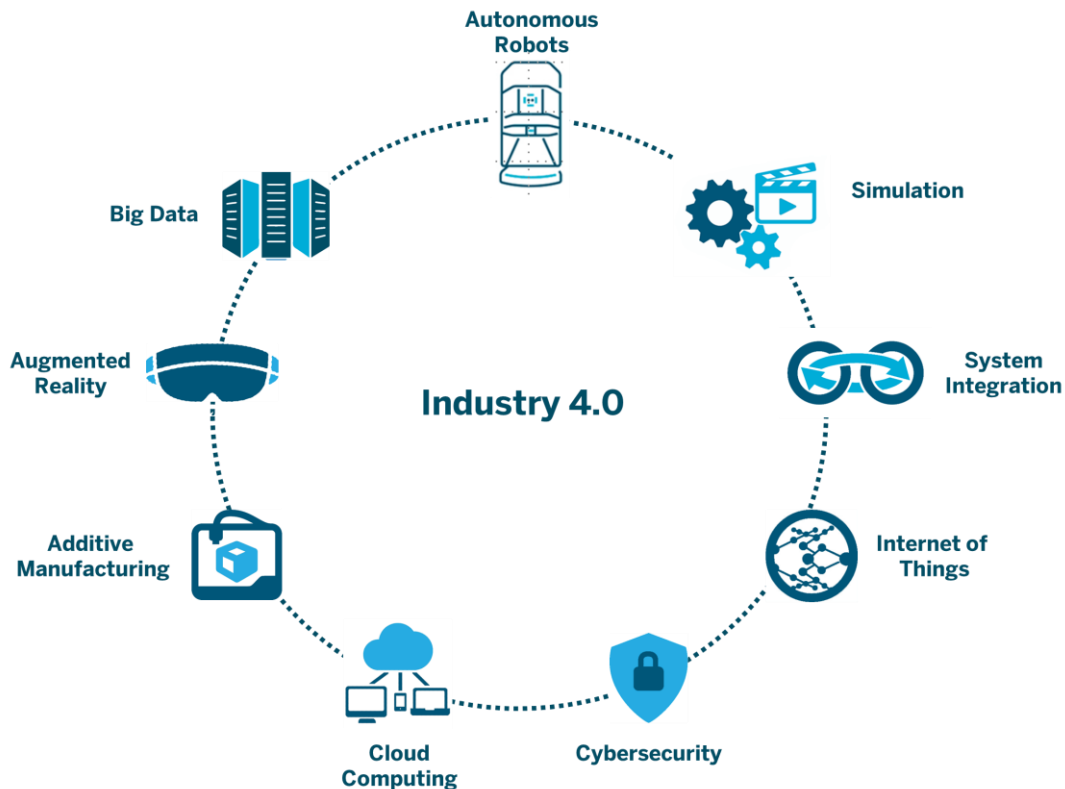 Autonomous
Robots
Simulation
Big Data
Augmented
Reality
System
Integration
Industry 4.0
Additive
Manufacturing
Internet of
Things
Cloud
Computing
Cybersecurity